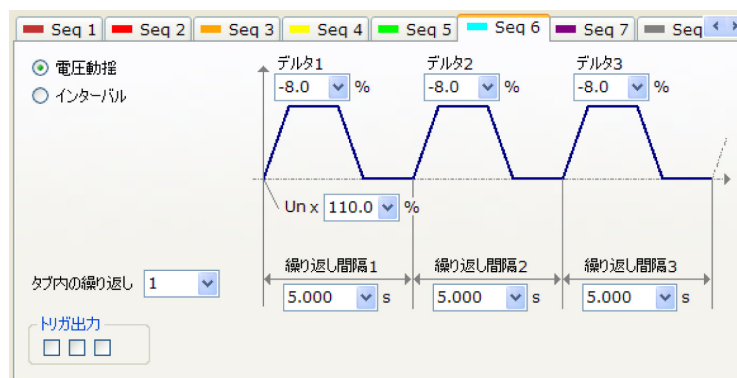 Seq 1 Seq 2 Seq 3 Seq 4 Seq 5 Seq 6 Seq 7 Seq
電圧動揺
インターバル
デルタ1 デルタ2 デルタ3
-8.0 % -8.0 % -8.0 %
Un x 110.0 %
繰り返し間隔1 繰り返し間隔2 繰り返し間隔3
タブ内の繰り返し 1
5.000 s 5.000 s 5.000 s
トリガ出力